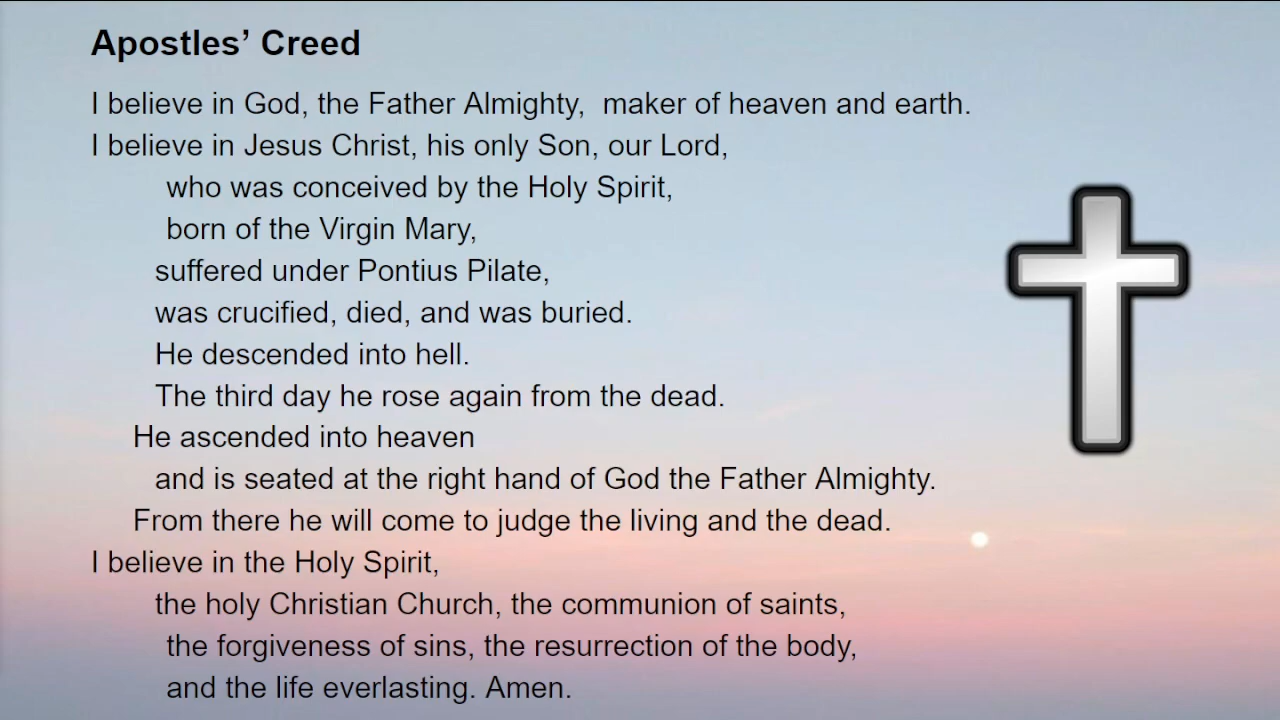 Apostles’ Creed
I believe in God, the Father Almighty,  maker of heaven and earth.
I believe in Jesus Christ, his only Son, our Lord,
who was conceived by the Holy Spirit,
born of the Virgin Mary,
suffered under Pontius Pilate,
was crucified, died, and was buried.
He descended into hell.
The third day he rose again from the dead.
He ascended into heaven
and is seated at the right hand of God the Father Almighty.
From there he will come to judge the living and the dead.
I believe in the Holy Spirit,
the holy Christian Church, the communion of saints,
the forgiveness of sins, the resurrection of the body,
and the life everlasting. Amen.